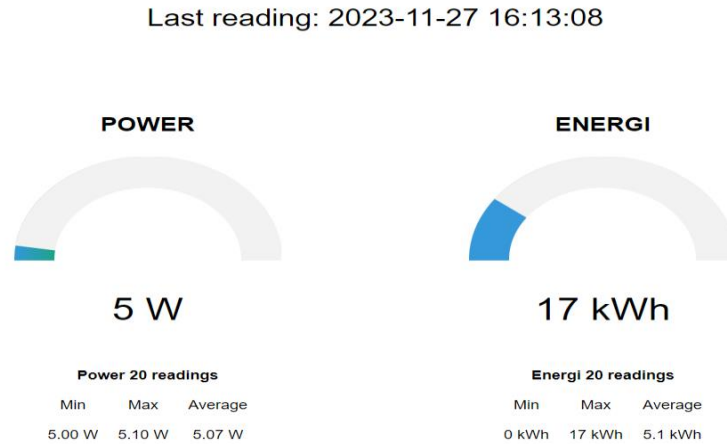 Last reading: 2023-11-27 16:13:08
POWER
5 W
Power 20 readings
Min Max Average
5.00 W 5.10 W 5.07 W
ENERGI
17 kWh
Energi 20 readings
Min Max Average
0 kWh 17 kWh 5.1 kWh